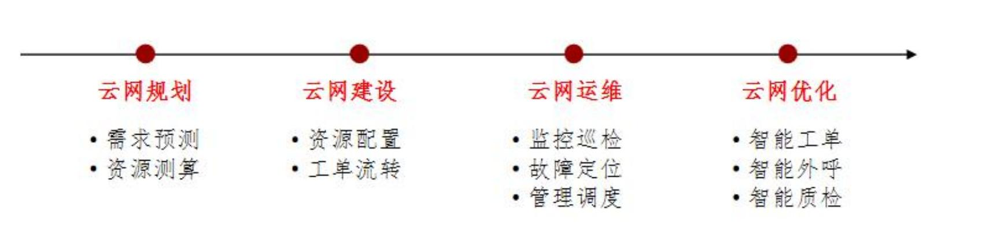 云网规划
• 需求预测
• 资源测算
云网建设
• 资源配置
• 工单流转
云网运维
• 监控巡检
• 故障定位
• 管理调度
云网优化
• 智能工单
• 智能外呼
• 智能质检